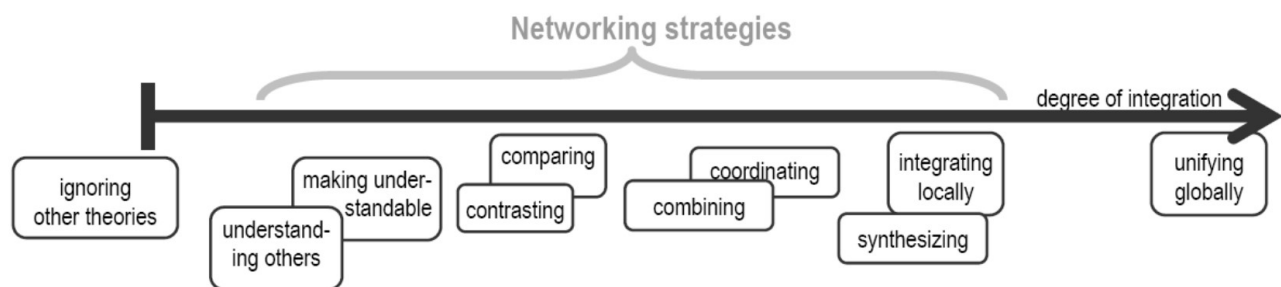 Networking strategies
degree of integration
ignoring
other theories
understand-
ing others
making under-
standable
comparing
contrasting
coordinating
combining
integrating
locally
synthesizing
unifying
globally